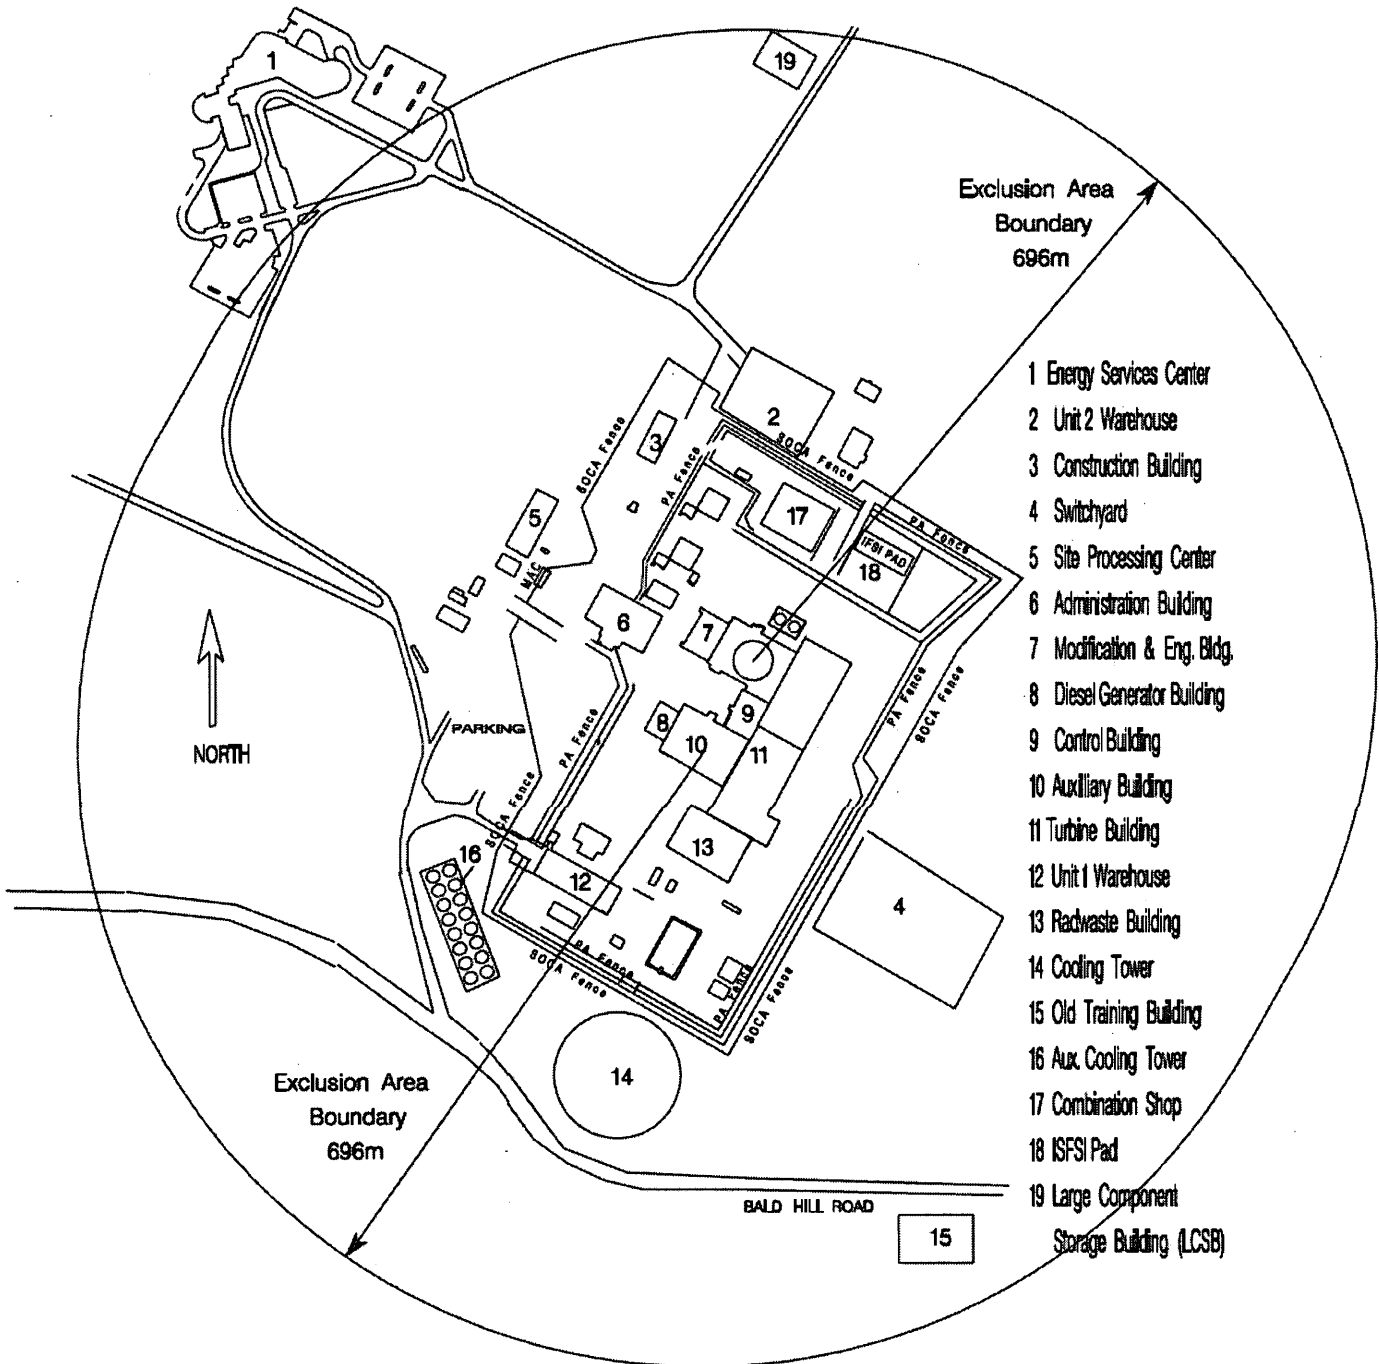 1
19
Exclusion Area
Boundary
696m
1 Energy Services Center
2 Unit 2 Warehouse
3 Construction Building
4 Switchyard
5 Site Processing Center
6 Administration Building
7 Modification & Eng. Bldg.
8 Diesel Generator Building
9 Control Building
10 Auxiliary Building
11 Turbine Building
12 Unit 1 Warehouse
13 Radwaste Building
14 Cooling Tower
15 Old Training Building
16 Aux. Cooling Tower
17 Combination Shop
18 ISFSI Pad
19 Large Component
Storage Building (LCSB)
2
SOCA Fence
SOCA Fence
3
PA Fence
5
17
PA Fence
IFSI PAD
18
MAC
6
7
NORTH
PARKING
PA Fence
8
9
10
11
PA Fence
SOCA Fence
SOCA Fence
16
12
13
4
PA Fence
SOCA Fence
PA Fence
SOCA Fence
14
Exclusion Area
Boundary
696m
BALD HILL ROAD
15